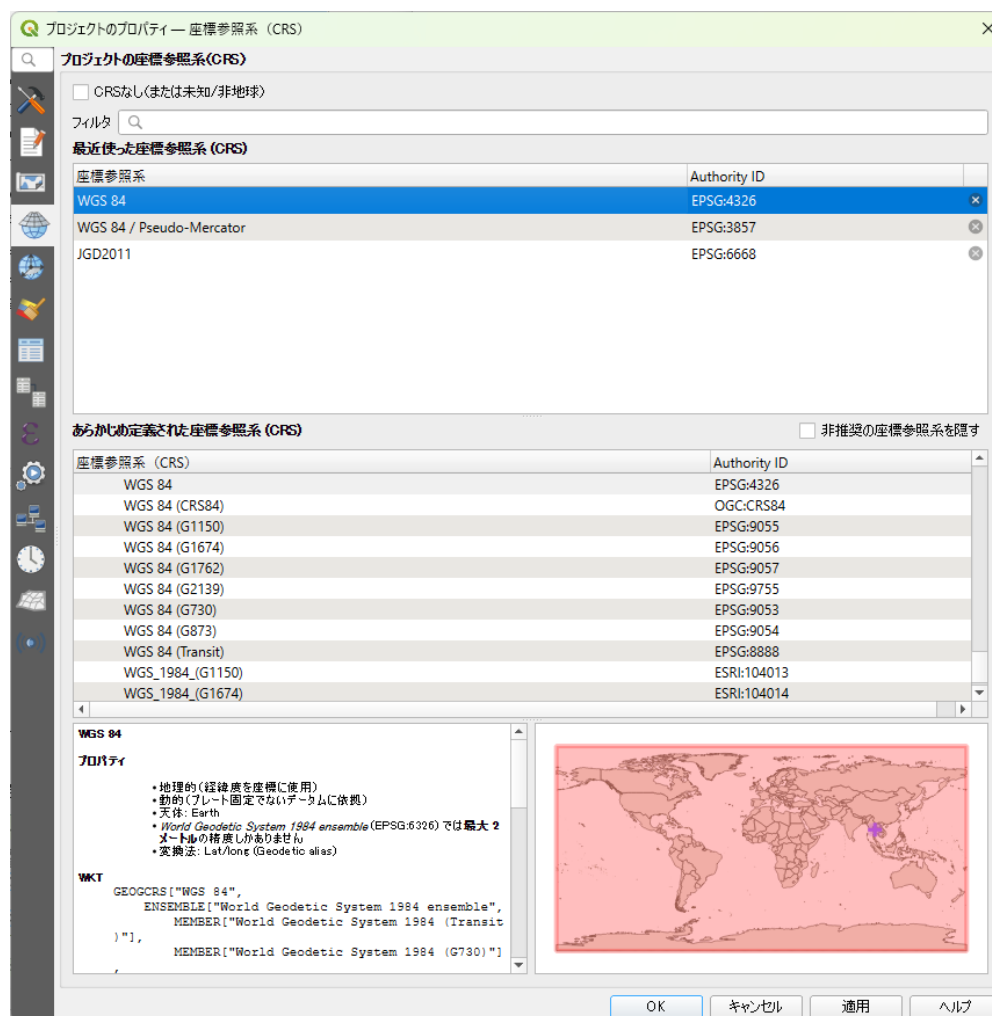 プロジェクトのプロパティ — 座標参照系（CRS）
プロジェクトの座標参照系(CRS)
CRSなし(または未知/非地球)
フィルタ
最近使った座標参照系 (CRS)
座標参照系 Authority ID
WGS 84 EPSG:4326
WGS 84 / Pseudo-Mercator EPSG:3857
JGD2011 EPSG:6668
あらかじめ定義された座標参照系 (CRS) 非推奨の座標参照系を隠す
座標参照系（CRS） Authority ID
WGS 84 EPSG:4326
WGS 84 (CRS84) OGC:CRS84
WGS 84 (G1150) EPSG:9055
WGS 84 (G1674) EPSG:9056
WGS 84 (G1762) EPSG:9057
WGS 84 (G2139) EPSG:9755
WGS 84 (G730) EPSG:9053
WGS 84 (G873) EPSG:9054
WGS 84 (Transit) EPSG:8888
WGS_1984_(G1150) ESRI:104013
WGS_1984_(G1674) ESRI:104014
WGS 84
プロパティ
• 地理的(経緯度を座標に使用)
• 動的(プレート固定でないデータムに依拠)
• 天体: Earth
• World Geodetic System 1984 ensemble (EPSG:6326) では最大 2
メートルの精度しかありません
• 変換法: Lat/long (Geodetic alias)
WKT
GEOGCRS["WGS 84",
ENSEMBLE["World Geodetic System 1984 ensemble",
MEMBER["World Geodetic System 1984 (Transit
)"],
MEMBER["World Geodetic System 1984 (G730)"]
,
OK キャンセル 適用 ヘルプ